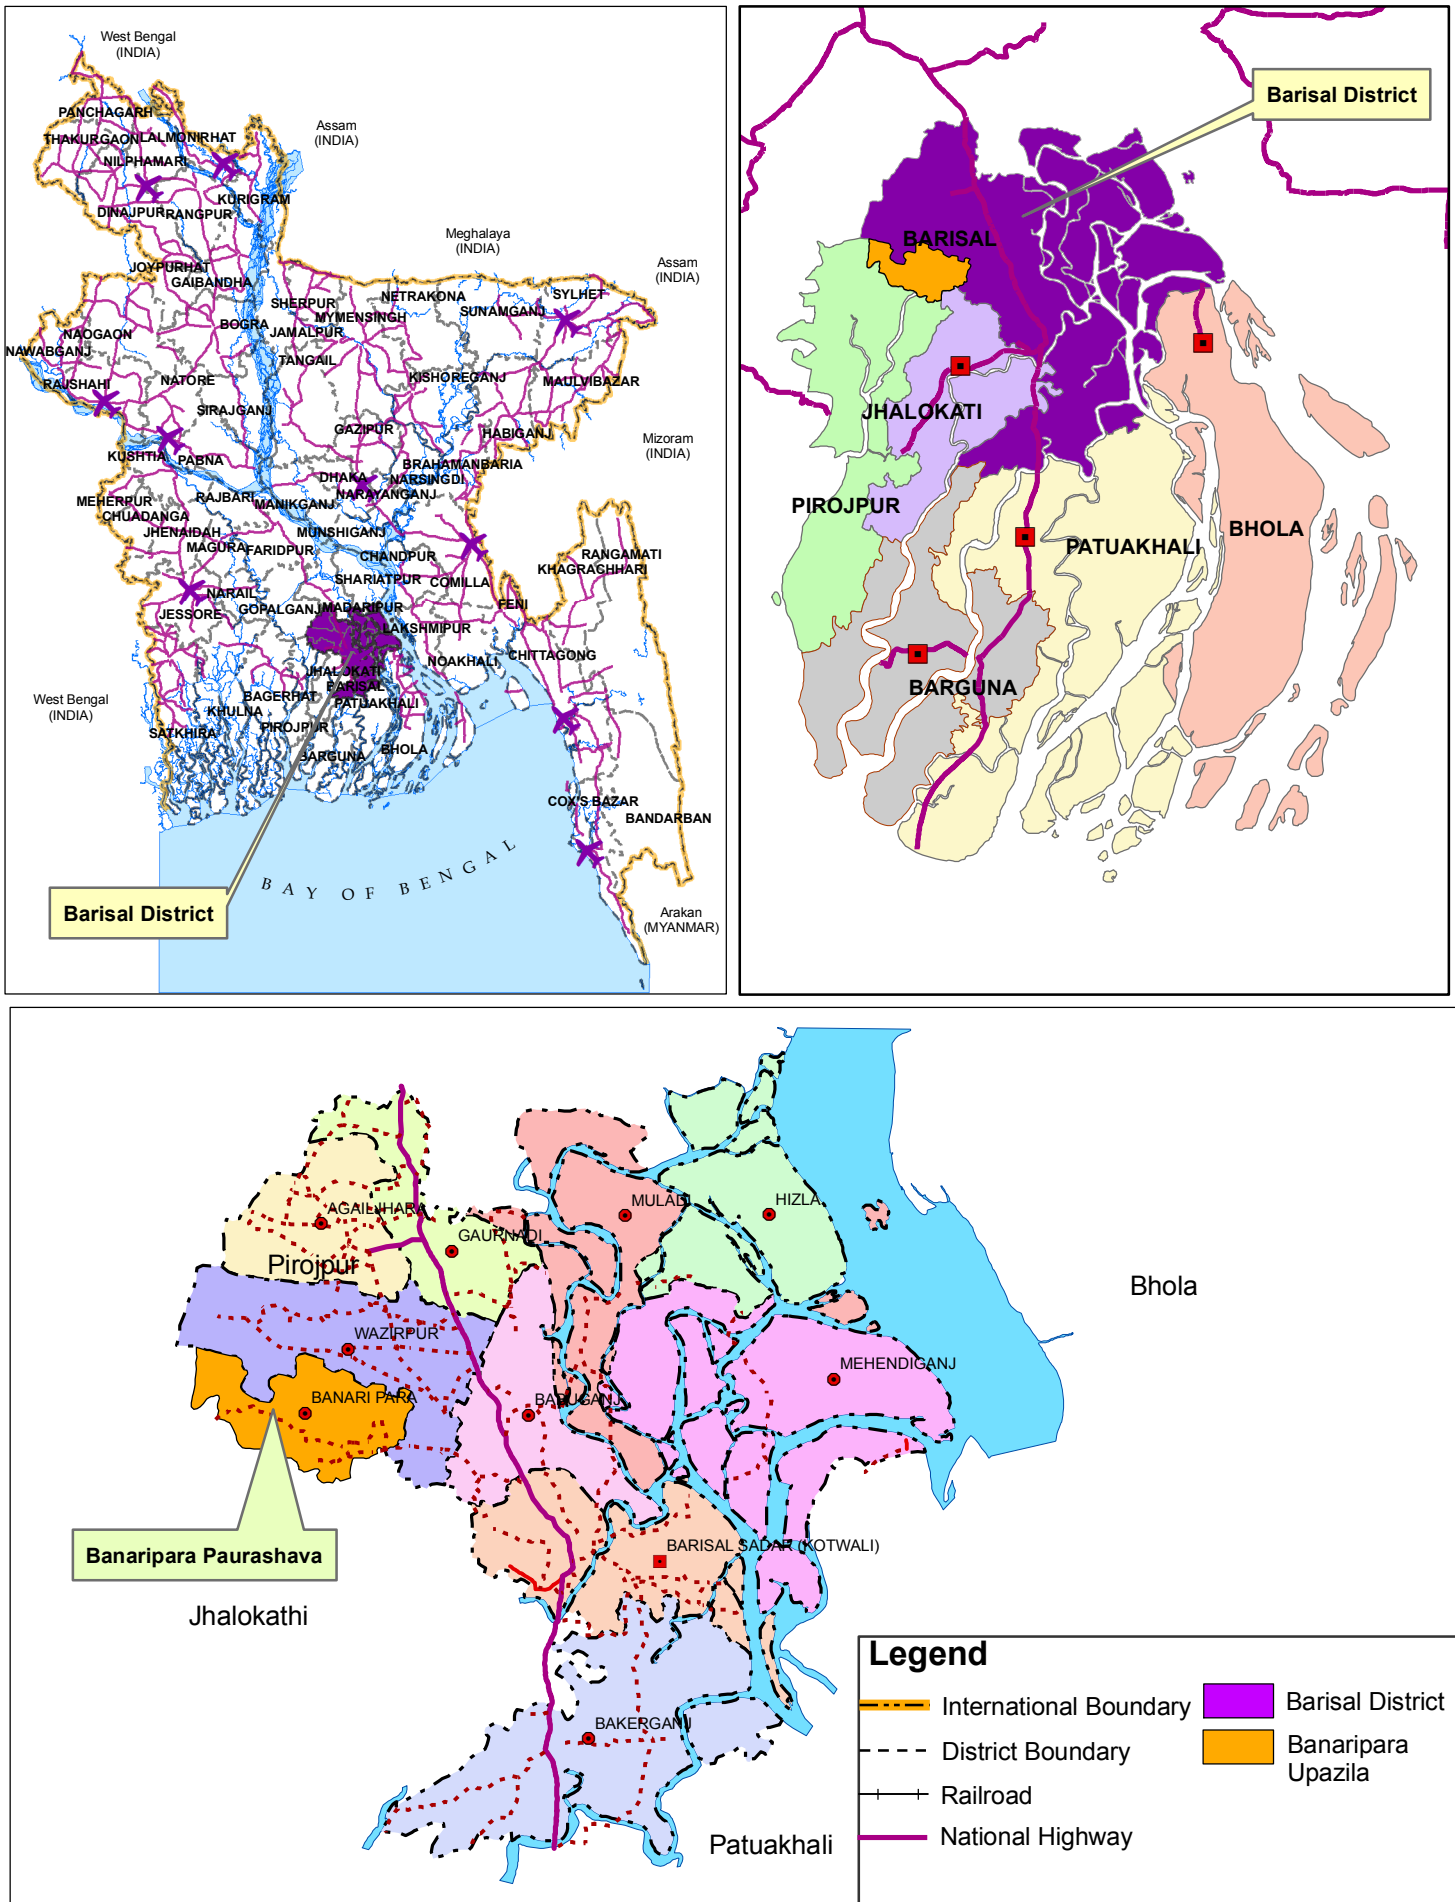 West Bengal
(INDIA)
PANCHAGARH
THAKURGAON
LALMONIRHAT
NILPHAMARI
Assam
(INDIA)
KURIGRAM
DINAJPUR
RANGPUR
Meghalaya
(INDIA)
Assam
(INDIA)
JOYPURHAT
GAIBANDHA
SHERPUR
NETRAKONA
SYLHET
SUNAMGANJ
MYMENSINGH
BOGRA
JAMALPUR
NAOGAON
NAWABGANJ
TANGAIL
RAJSHAHI
NATORE
KISHOREGANJ
MAULVIBAZAR
SIRAJGANJ
GAZIPUR
HABIGANJ
Mizoram
(INDIA)
KUSHTIA
PABNA
BRAHAMANBARIA
DHAKA
NARSINGDI
MEHERPUR
RAJBARI
MANIKGANJ
NARAYANGANJ
CHUADANGA
JHENAIDAH
MUNSHIGANJ
MAGURA
FARIDPUR
CHANDPUR
RANGAMATI
KHAGRACHHARI
SHARIATPUR
COMILLA
NARAIL
FENI
JESSORE
GOPALGANJ
MADARIPUR
LAKSHMIPUR
NOAKHALI
CHITTAGONG
JHALOKATI
BARISAL
West Bengal
(INDIA)
BAGERHAT
PATUAKHALI
KHULNA
SATKHIRA
PIROJPUR
BARGUNA
BHOLA
COX'S BAZAR
BANDARBAN
BAY OF BENGAL
Barisal District
Arakan
(MYANMAR)
Barisal District
BARISAL
JHALOKATI
PIROJPUR
PATUAKHALI
BHOLA
BARGUNA
MULADI
HIZLA
AGAILJHARA
GAURNADI
Pirojpur
Bhola
WAZIRPUR
MEHENDIGANJ
BANARI PARA
BABUGANJ
Banaripara Paurashava
BARISAL SADAR (KOTWALI)
Jhalokathi
BAKERGANJ
Patuakhali
Legend
International Boundary
District Boundary
Railroad
National Highway
Barisal District
Banaripara
Upazila